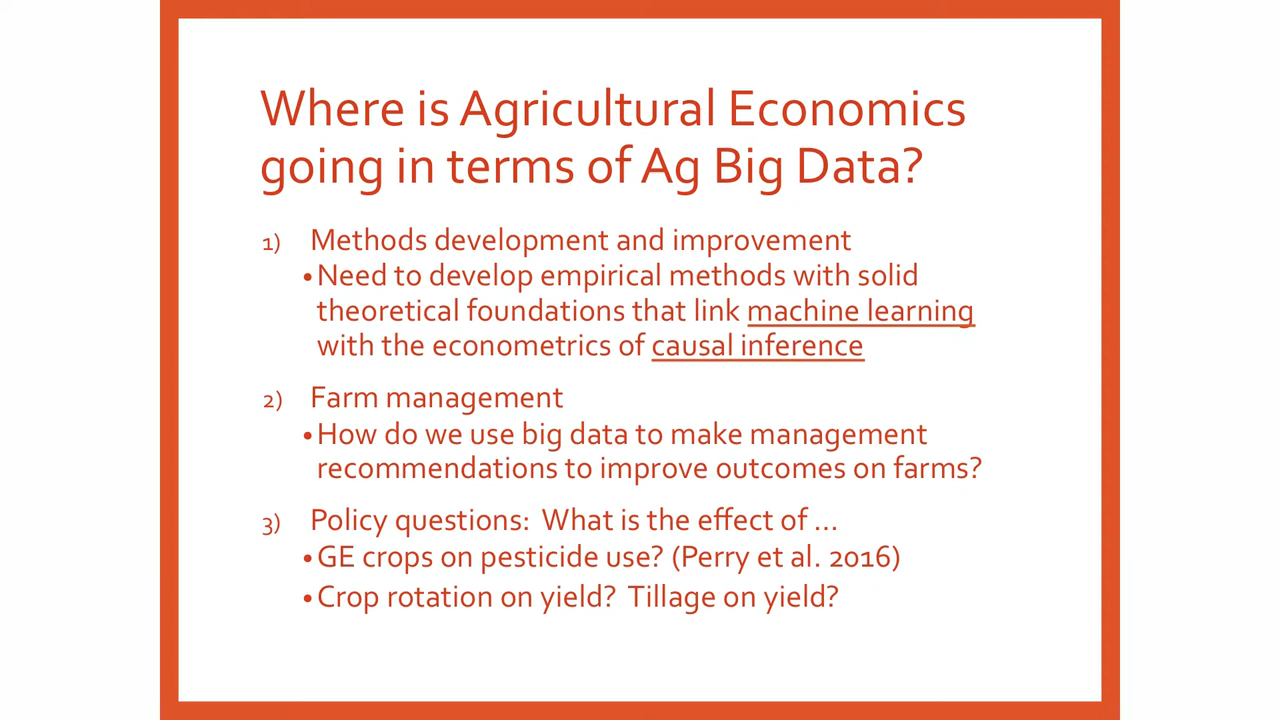 Where is Agricultural Economics
going in terms of Ag Big Data?
1) Methods development and improvement
•Need to develop empirical methods with solid
theoretical foundations that link machine learning
with the econometrics of causal inference
2) Farm management
•How do we use big data to make management
recommendations to improve outcomes on farms?
3) Policy questions: What is the effect of ...
•GE crops on pesticide use? (Perry et al. 2016)
•Crop rotation on yield? Tillage on yield?